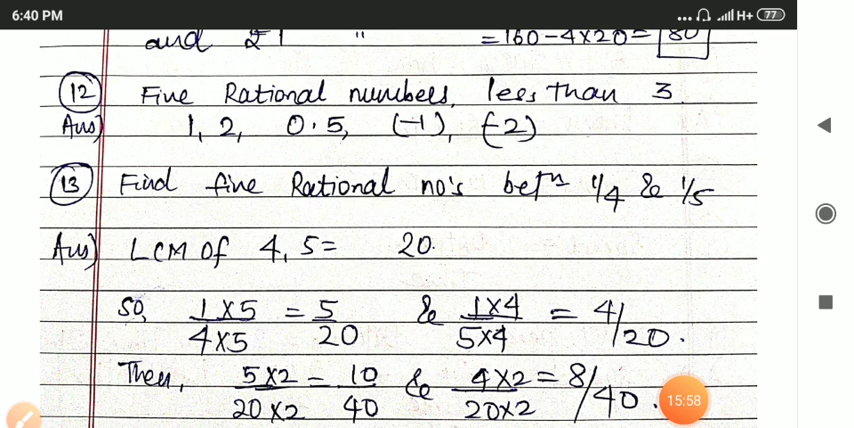 6:40 PM ... H+ 77
and ₹1 " =160-4×20= 80
12 Five Rational numbers, less than 3
Ans) 1, 2, 0.5, (-1), (-2)
13 Find five Rational no's betn 1/4 & 1/5
Ans) LCM of 4, 5= 20
So, 1×5/4×5 = 5/20 & 1×4/5×4 = 4/20.
Then, 5×2/20×2 = 10/40 & 4×2/20×2 = 8/40.
15:58